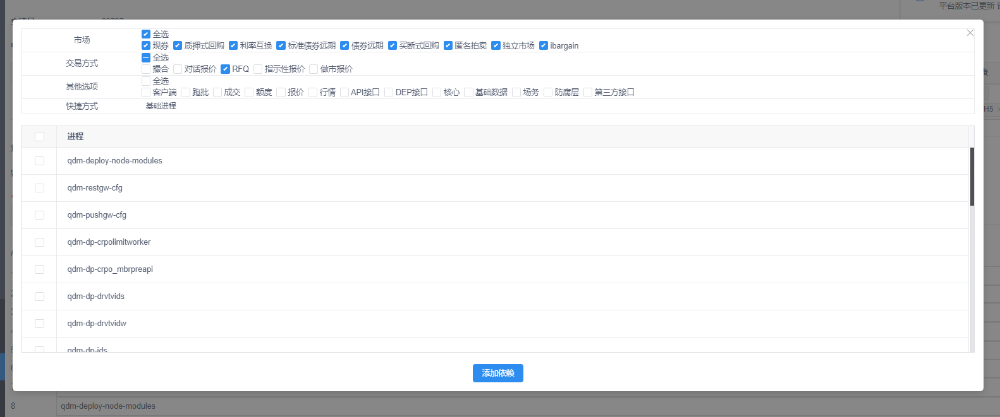 平台版本已更新
市场
全选
现券 质押式回购 利率互换 标准债券远期 债券远期 买断式回购 匿名拍卖 独立市场 ibargain
交易方式
全选
撮合 对话报价 RFQ 指示性报价 做市报价
其他选项
全选
客户端 跑批 成交 额度 报价 行情 API接口 DEP接口 核心 基础数据 场务 防腐层 第三方接口
快捷方式 基础进程
H5
进程
qdm-deploy-node-modules
qdm-restgw-cfg
qdm-pushgw-cfg
qdm-dp-crpolimitworker
qdm-dp-crpo_mbrpreapi
qdm-dp-drvtvids
qdm-dp-drvtvidw
qdm-dp-ids
添加依赖
8 qdm-deploy-node-modules